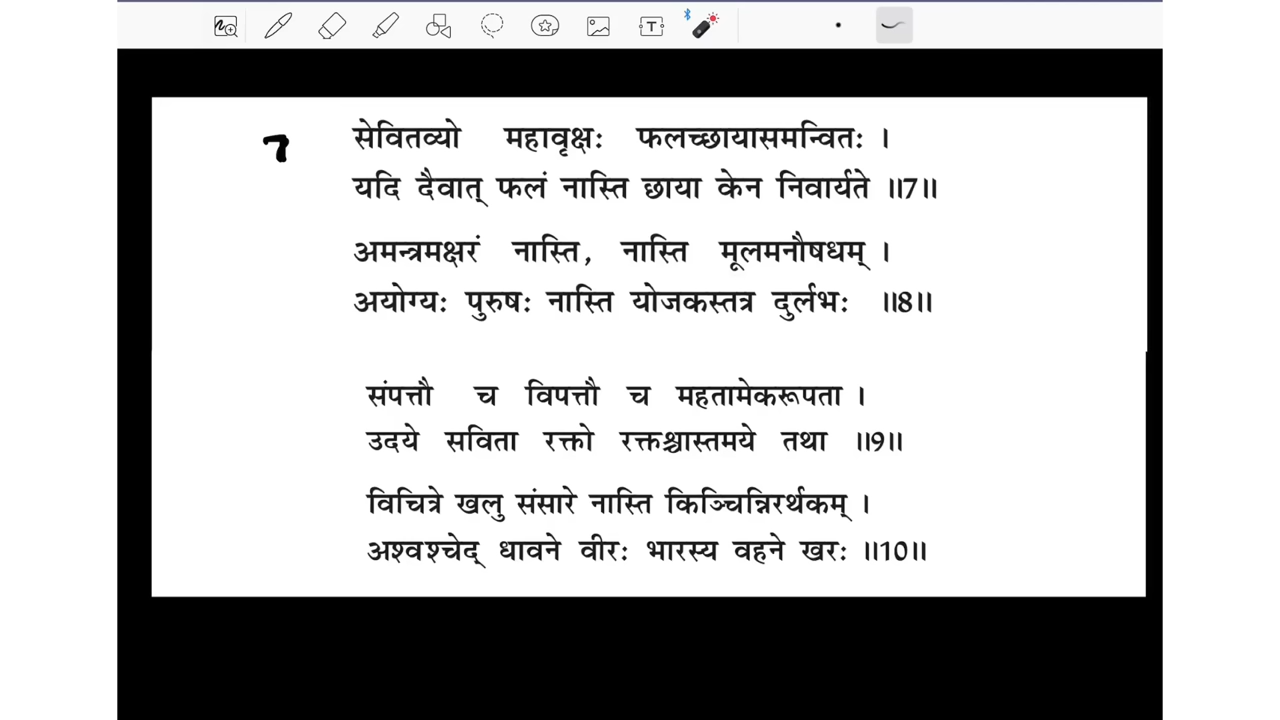 7
सेवितव्यो महावृक्षः फलच्छायासमन्वितः ।
यदि दैवात् फलं नास्ति छाया केन निवार्यते ॥7॥
अमन्त्रमक्षरं नास्ति, नास्ति मूलमनौषधम् ।
अयोग्यः पुरुषः नास्ति योजकस्तत्र दुर्लभः ॥8॥
संपत्तौ च विपत्तौ च महतामेकरूपता ।
उदये सविता रक्तो रक्तश्चास्तमये तथा ॥9॥
विचित्रे खलु संसारे नास्ति किञ्चिन्निरर्थकम् ।
अश्वश्चेद् धावने वीरः भारस्य वहने खरः ॥10॥